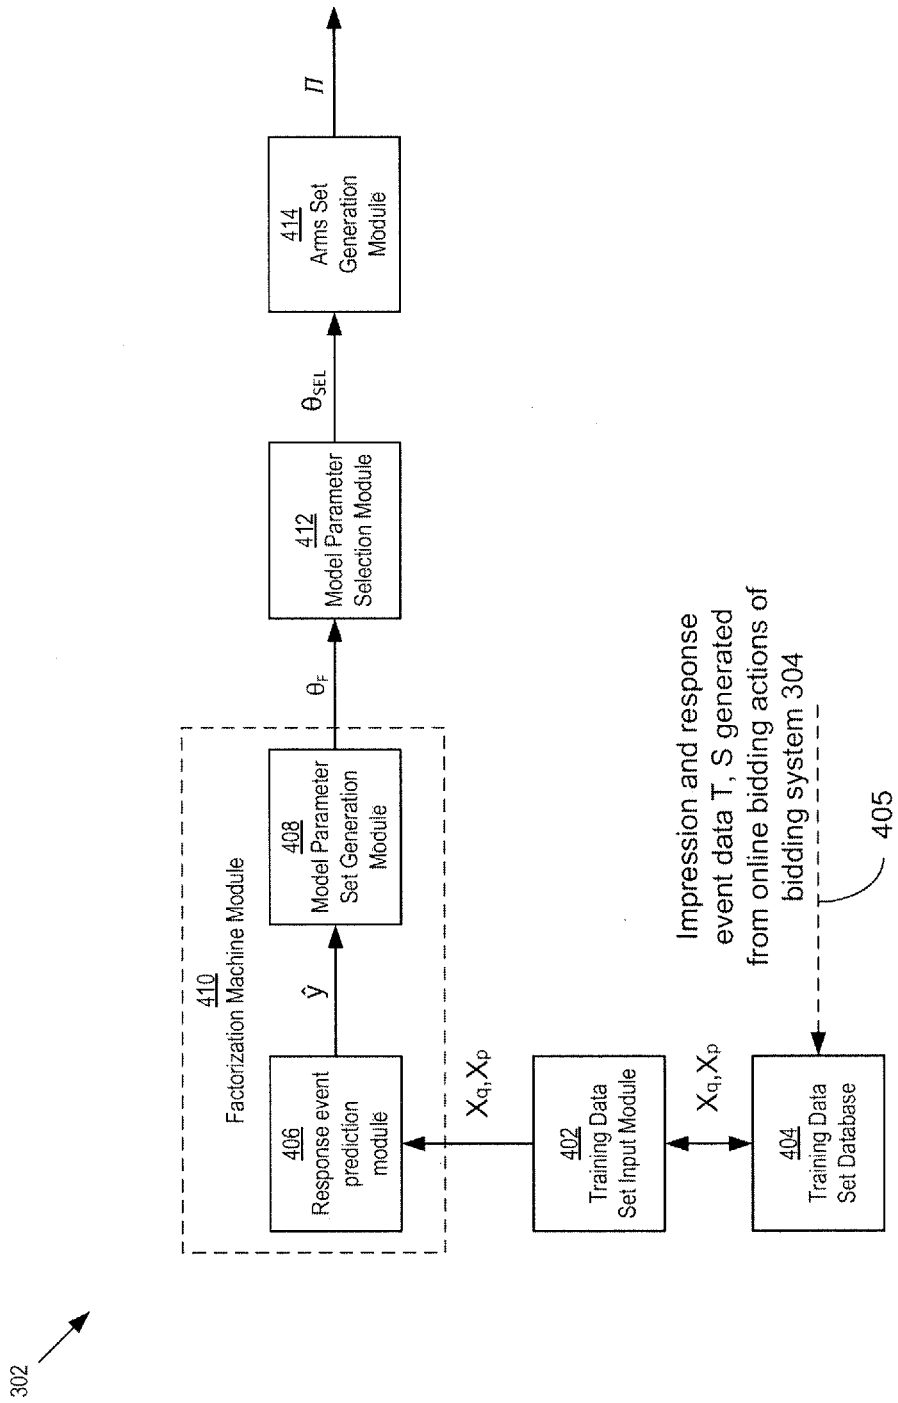 302
410
Factorization Machine Module
406
Response event
prediction
module
ŷ
408
Model Parameter
Set Generation
Module
θF
412
Model Parameter
Selection Module
θSEL
414
Arms Set
Generation
Module
Π
Xq,Xp
402
Training Data
Set Input Module
Xq,Xp
404
Training Data
Set Database
Impression and response
event data T, S generated
from online bidding actions of
bidding system 304
405